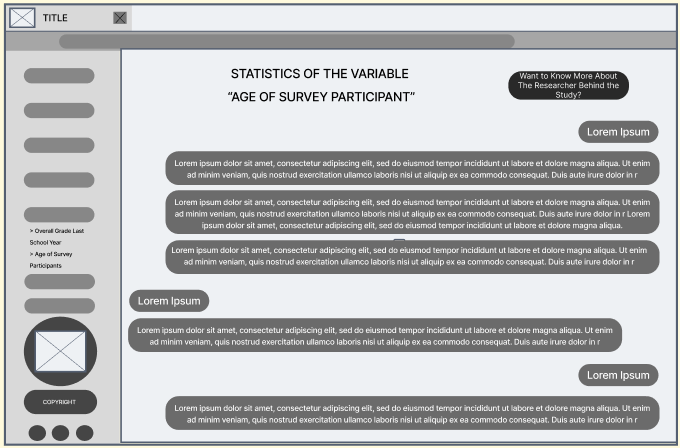 TITLE
STATISTICS OF THE VARIABLE
“AGE OF SURVEY PARTICIPANT”
Want to Know More About
The Researcher Behind the
Study?
Lorem Ipsum
Lorem ipsum dolor sit amet, consectetur adipiscing elit, sed do eiusmod tempor incididunt ut labore et dolore magna aliqua. Ut enim
ad minim veniam, quis nostrud exercitation ullamco laboris nisi ut aliquip ex ea commodo consequat. Duis aute irure dolor in r
Lorem ipsum dolor sit amet, consectetur adipiscing elit, sed do eiusmod tempor incididunt ut labore et dolore magna aliqua. Ut enim
ad minim veniam, quis nostrud exercitation ullamco laboris nisi ut aliquip ex ea commodo consequat. Duis aute irure dolor in r Lorem
ipsum dolor sit amet, consectetur adipiscing elit, sed do eiusmod tempor incididunt ut labore et dolore magna aliqua.
Lorem ipsum dolor sit amet, consectetur adipiscing elit, sed do eiusmod tempor incididunt ut labore et dolore magna aliqua. Ut enim
ad minim veniam, quis nostrud exercitation ullamco laboris nisi ut aliquip ex ea commodo consequat. Duis aute irure dolor in r
> Overall Grade Last
School Year
> Age of Survey
Participants
Lorem Ipsum
Lorem ipsum dolor sit amet, consectetur adipiscing elit, sed do eiusmod tempor incididunt ut labore et dolore magna aliqua. Ut enim
ad minim veniam, quis nostrud exercitation ullamco laboris nisi ut aliquip ex ea commodo consequat. Duis aute irure dolor in r
Lorem Ipsum
Lorem ipsum dolor sit amet, consectetur adipiscing elit, sed do eiusmod tempor incididunt ut labore et dolore magna aliqua. Ut enim
ad minim veniam, quis nostrud exercitation ullamco laboris nisi ut aliquip ex ea commodo consequat. Duis aute irure dolor in r
COPYRIGHT